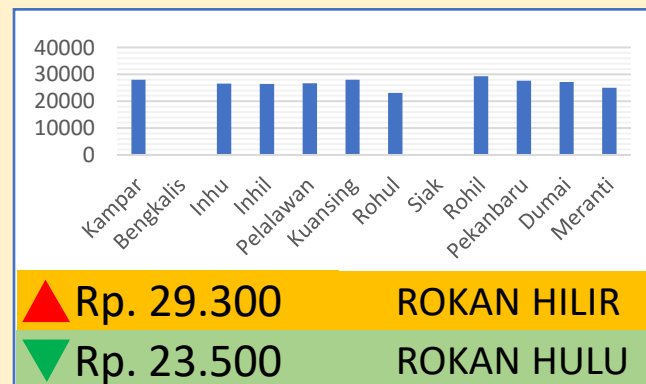 40000
30000
20000
10000
0
Kampar
Bengkalis
Inhu
Inhil
Pelalawan
Kuansing
Rohul
Siak
Rohil
Pekanbaru
Dumai
Meranti
Rp. 29.300 ROKAN HILIR
Rp. 23.500 ROKAN HULU